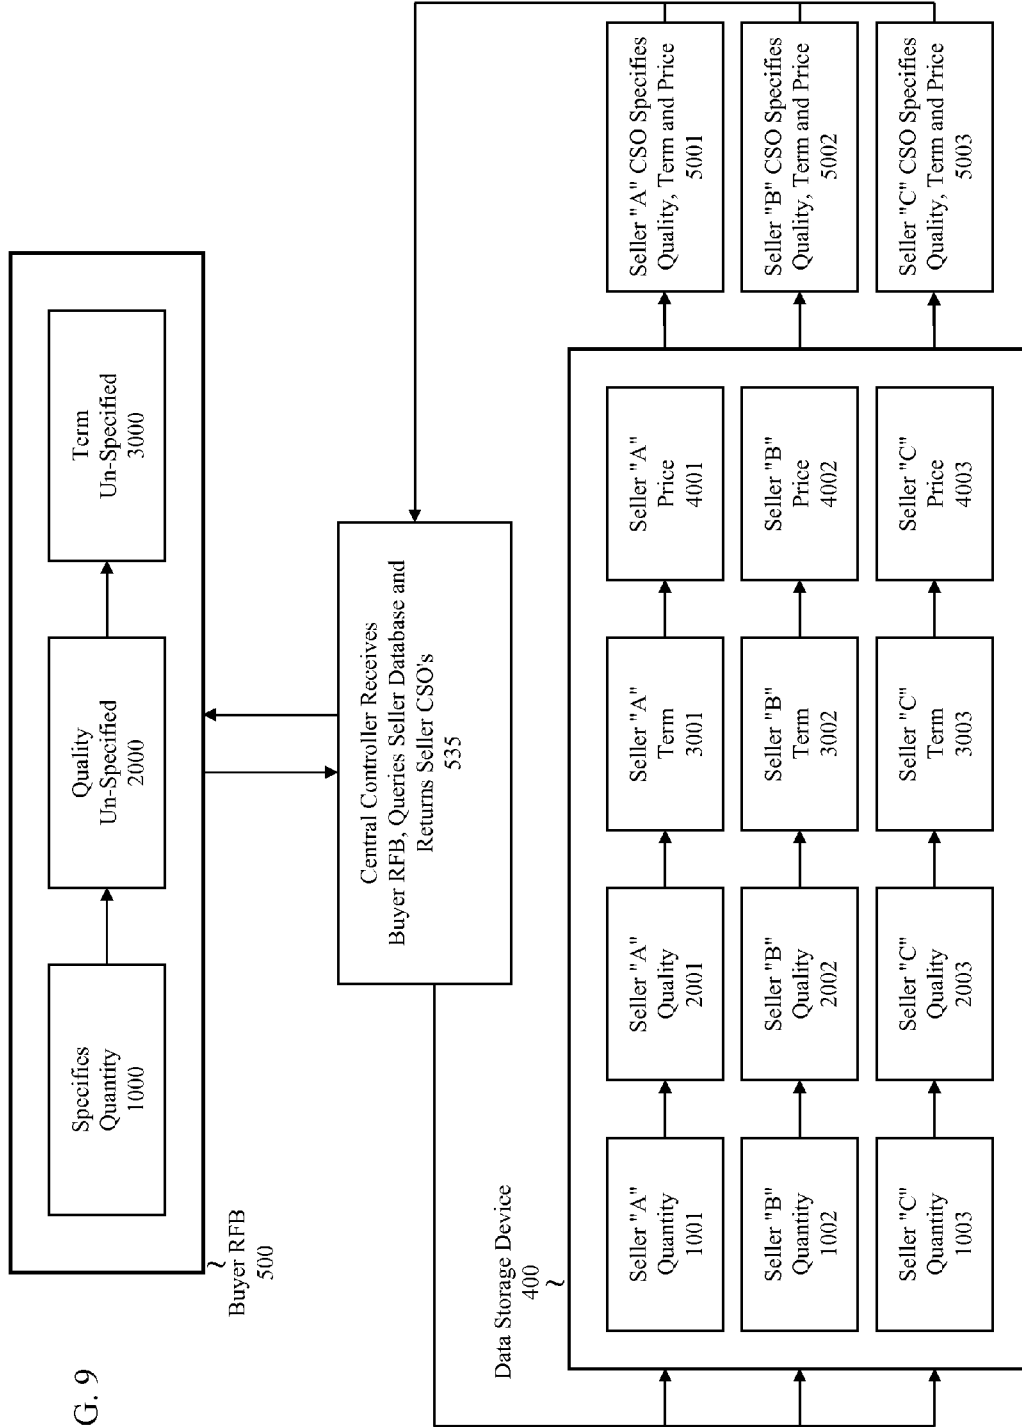 G. 9
Buyer RFB
500
Specifics
Quantity
1000
Quality
Un-Specified
2000
Term
Un-Specified
3000
Central Controller Receives
Buyer RFB, Queries Seller Database and
Returns Seller CSO's
535
Data Storage Device
400
Seller "A"
Quantity
1001
Seller "A"
Quality
2001
Seller "A"
Term
3001
Seller "A"
Price
4001
Seller "A" CSO Specifies
Quality, Term and Price
5001
Seller "B"
Quantity
1002
Seller "B"
Quality
2002
Seller "B"
Term
3002
Seller "B"
Price
4002
Seller "B" CSO Specifies
Quality, Term and Price
5002
Seller "C"
Quantity
1003
Seller "C"
Quality
2003
Seller "C"
Term
3003
Seller "C"
Price
4003
Seller "C" CSO Specifies
Quality, Term and Price
5003